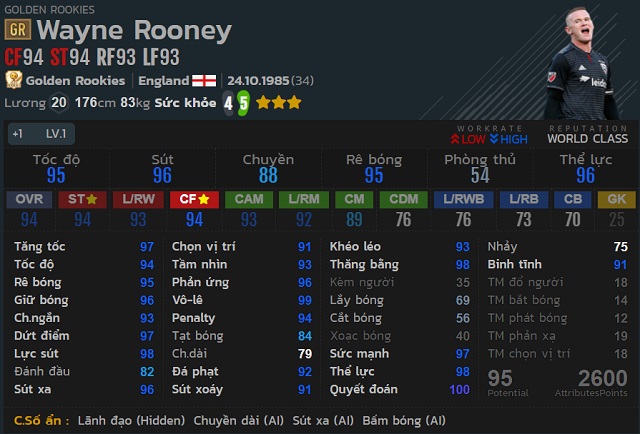 GOLDEN ROOKIES
GR Wayne Rooney
CF94 ST94 RF93 LF93
Golden Rookies | England | 24.10.1985(34)
Lương 20 176cm 83kg Sức khỏe 4 5
+1 LV.1
WORKRATE REPUTATION
LOW HIGH WORLD CLASS
Tốc độ Sút Chuyền Rê bóng Phòng thủ Thể lực
95 96 88 95 54 96
OVR ST L/RW CF CAM L/RM CM CDM L/RWB L/RB CB GK
94 94 93 94 93 92 89 76 76 73 70 25
Tăng tốc 97 Chọn vị trí 91 Khéo léo 93 Nhảy 75
Tốc độ 94 Tầm nhìn 93 Thăng bằng 98 Bình tĩnh 91
Rê bóng 95 Phản ứng 96 Kèm người 35 TM đổ người 18
Giữ bóng 96 Vô-lê 99 Lấy bóng 69 TM bắt bóng 14
Ch.ngắn 93 Penalty 94 Cắt bóng 56 TM phát bóng 12
Dứt điểm 97 Tạt bóng 84 Xoạc bóng 40 TM phản xạ 19
Lực sút 98 Ch.dài 79 Sức mạnh 97 TM chọn vị trí 18
Đánh đầu 82 Đá phạt 92 Thể lực 98 95 2600
Sút xa 96 Sút xoáy 91 Quyết đoán 100 Potential AttributesPoints
C.Số ẩn : Lãnh đạo (Hidden) Chuyền dài (AI) Sút xa (AI) Bấm bóng (AI)